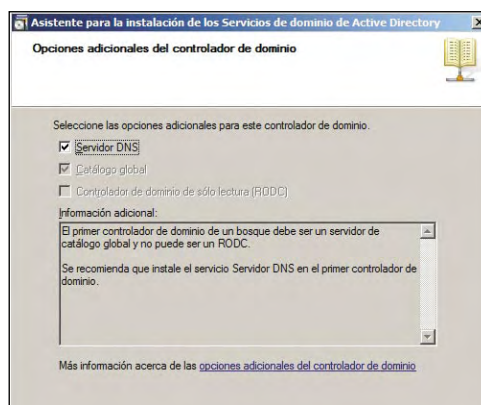 Asistente para la instalación de los Servicios de dominio de Active Directory
Opciones adicionales del controlador de dominio
Seleccione las opciones adicionales para este controlador de dominio.
Servidor DNS
Catálogo global
Controlador de dominio de sólo lectura (RODC)
Información adicional:
El primer controlador de dominio de un bosque debe ser un servidor de
catálogo global y no puede ser un RODC.
Se recomienda que instale el servicio Servidor DNS en el primer controlador de
dominio.
Más información acerca de las opciones adicionales del controlador de dominio